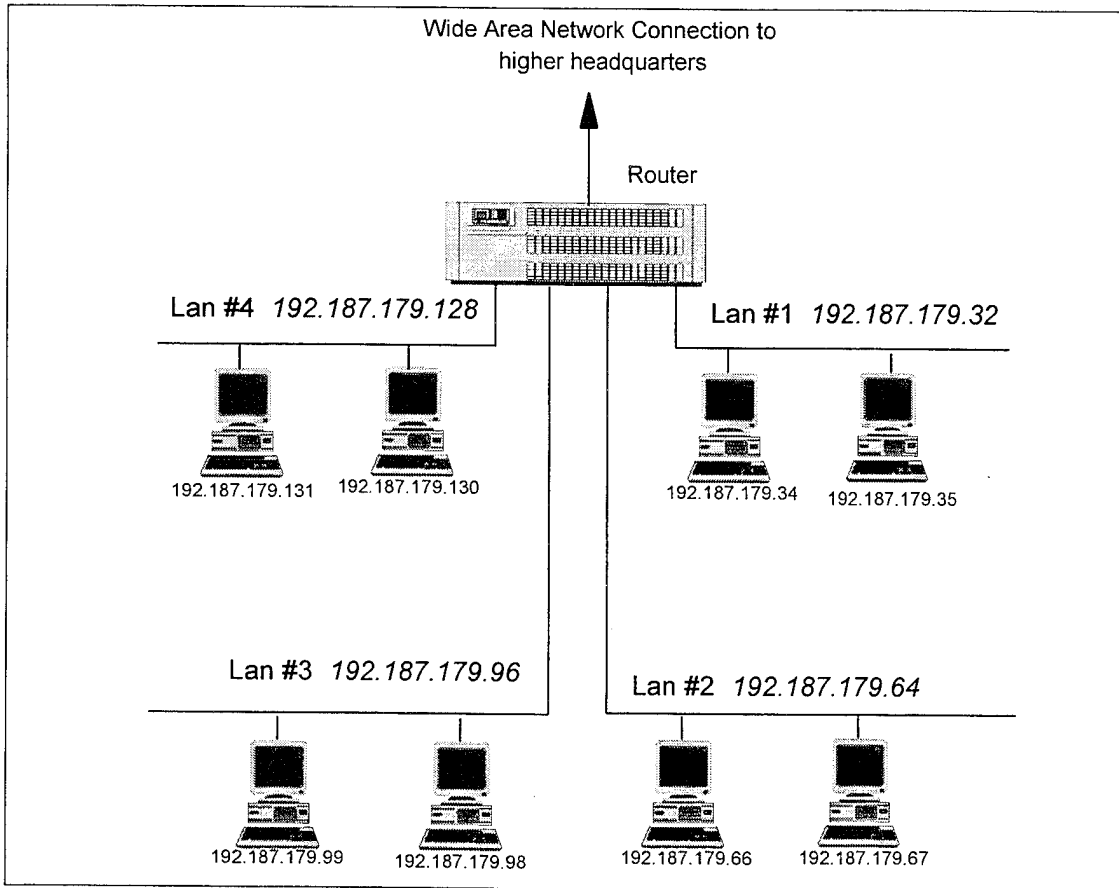 Wide Area Network Connection to
higher headquarters
Router
Lan #4 192.187.179.128
Lan #1 192.187.179.32
192.187.179.131
192.187.179.130
192.187.179.34
192.187.179.35
Lan #3 192.187.179.96
Lan #2 192.187.179.64
192.187.179.99
192.187.179.98
192.187.179.66
192.187.179.67